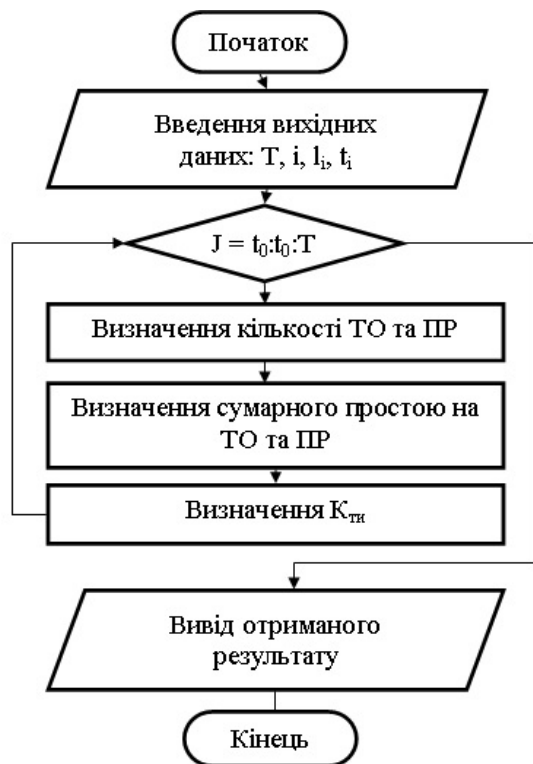 Початок
Введення вихідних
даних: T, i, lᵢ, tᵢ
J = t₀:t₀:T
Визначення кількості ТО та ПР
Визначення сумарного простою на
ТО та ПР
Визначення Кти
Вивід отриманого
результату
Кінець